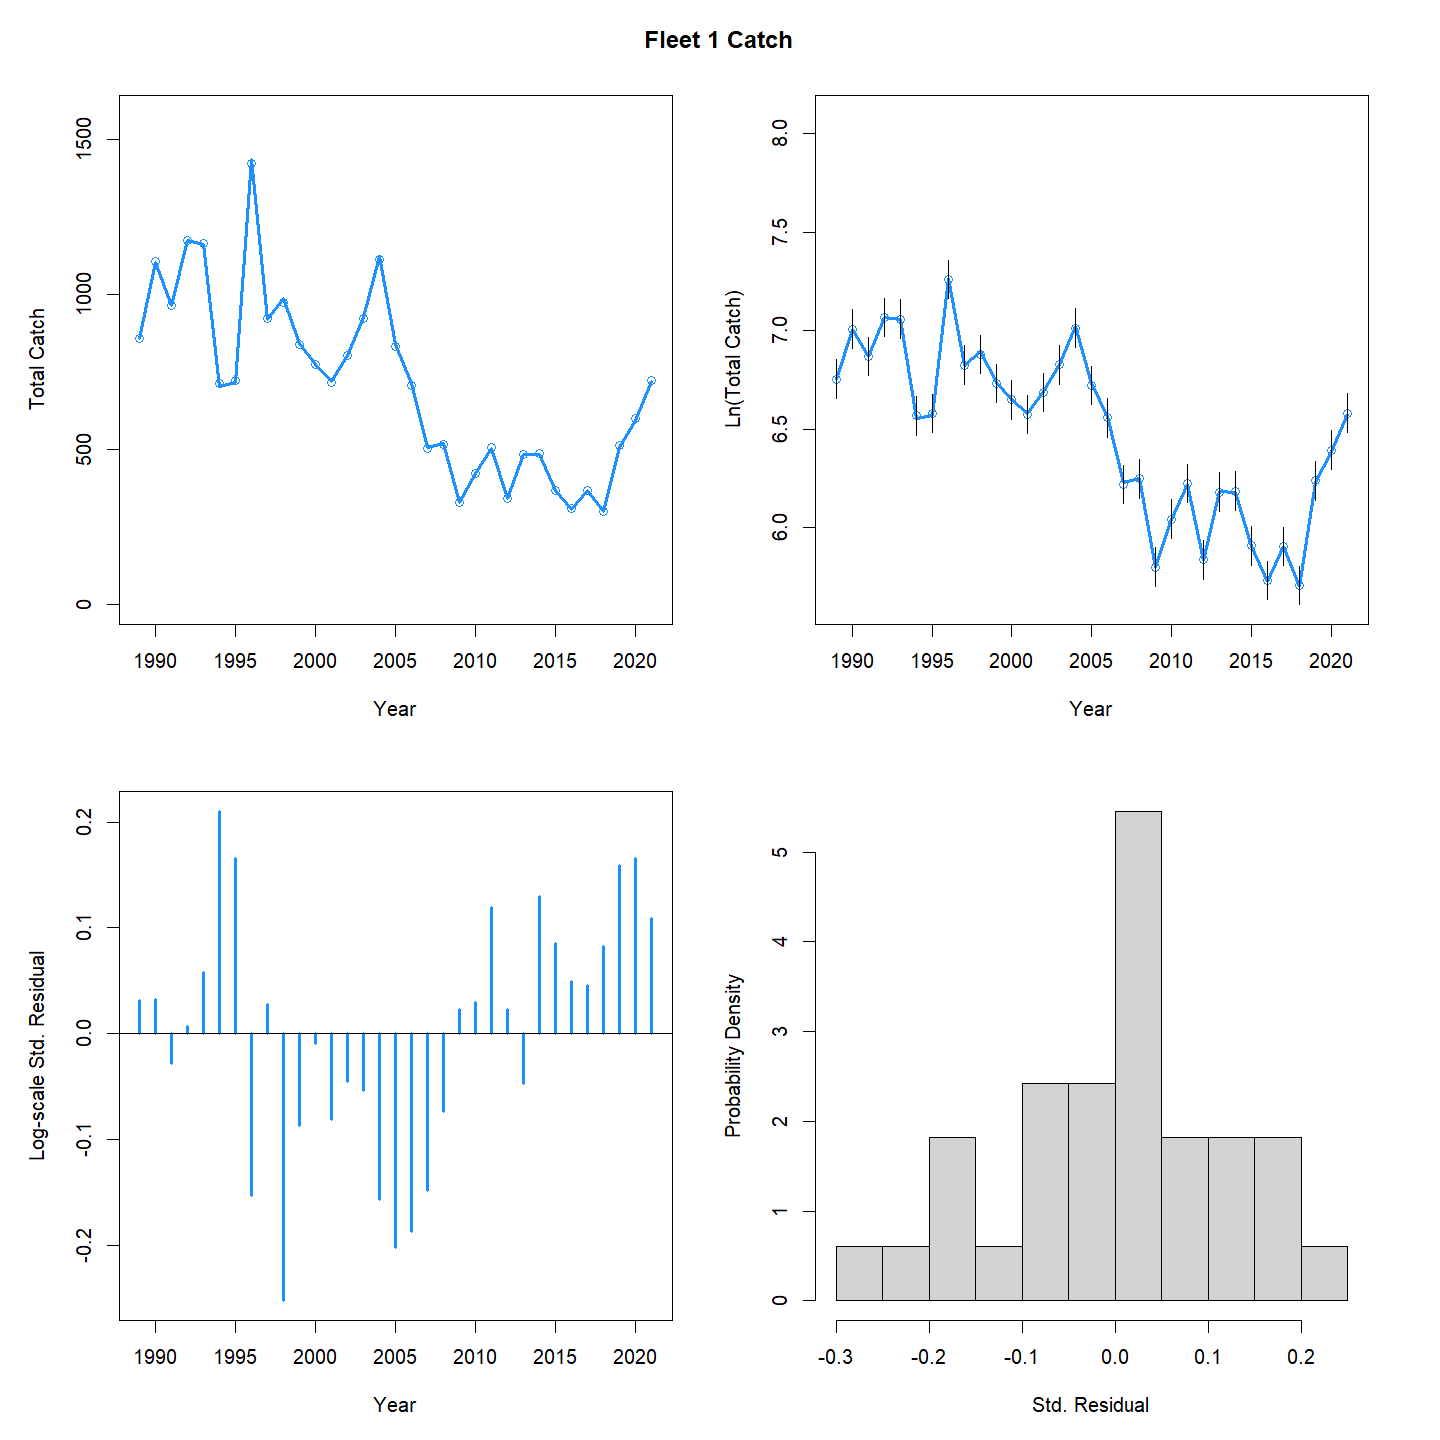 Fleet 1 Catch
Total Catch
1500
1000
500
0
1990 1995 2000 2005 2010 2015 2020
Year
Ln(Total Catch)
8.0
7.5
7.0
6.5
6.0
1990 1995 2000 2005 2010 2015 2020
Year
Log-scale Std. Residual
0.2
0.1
0.0
-0.1
-0.2
1990 1995 2000 2005 2010 2015 2020
Year
Probability Density
5
4
3
2
1
0
-0.3 -0.2 -0.1 0.0 0.1 0.2
Std. Residual